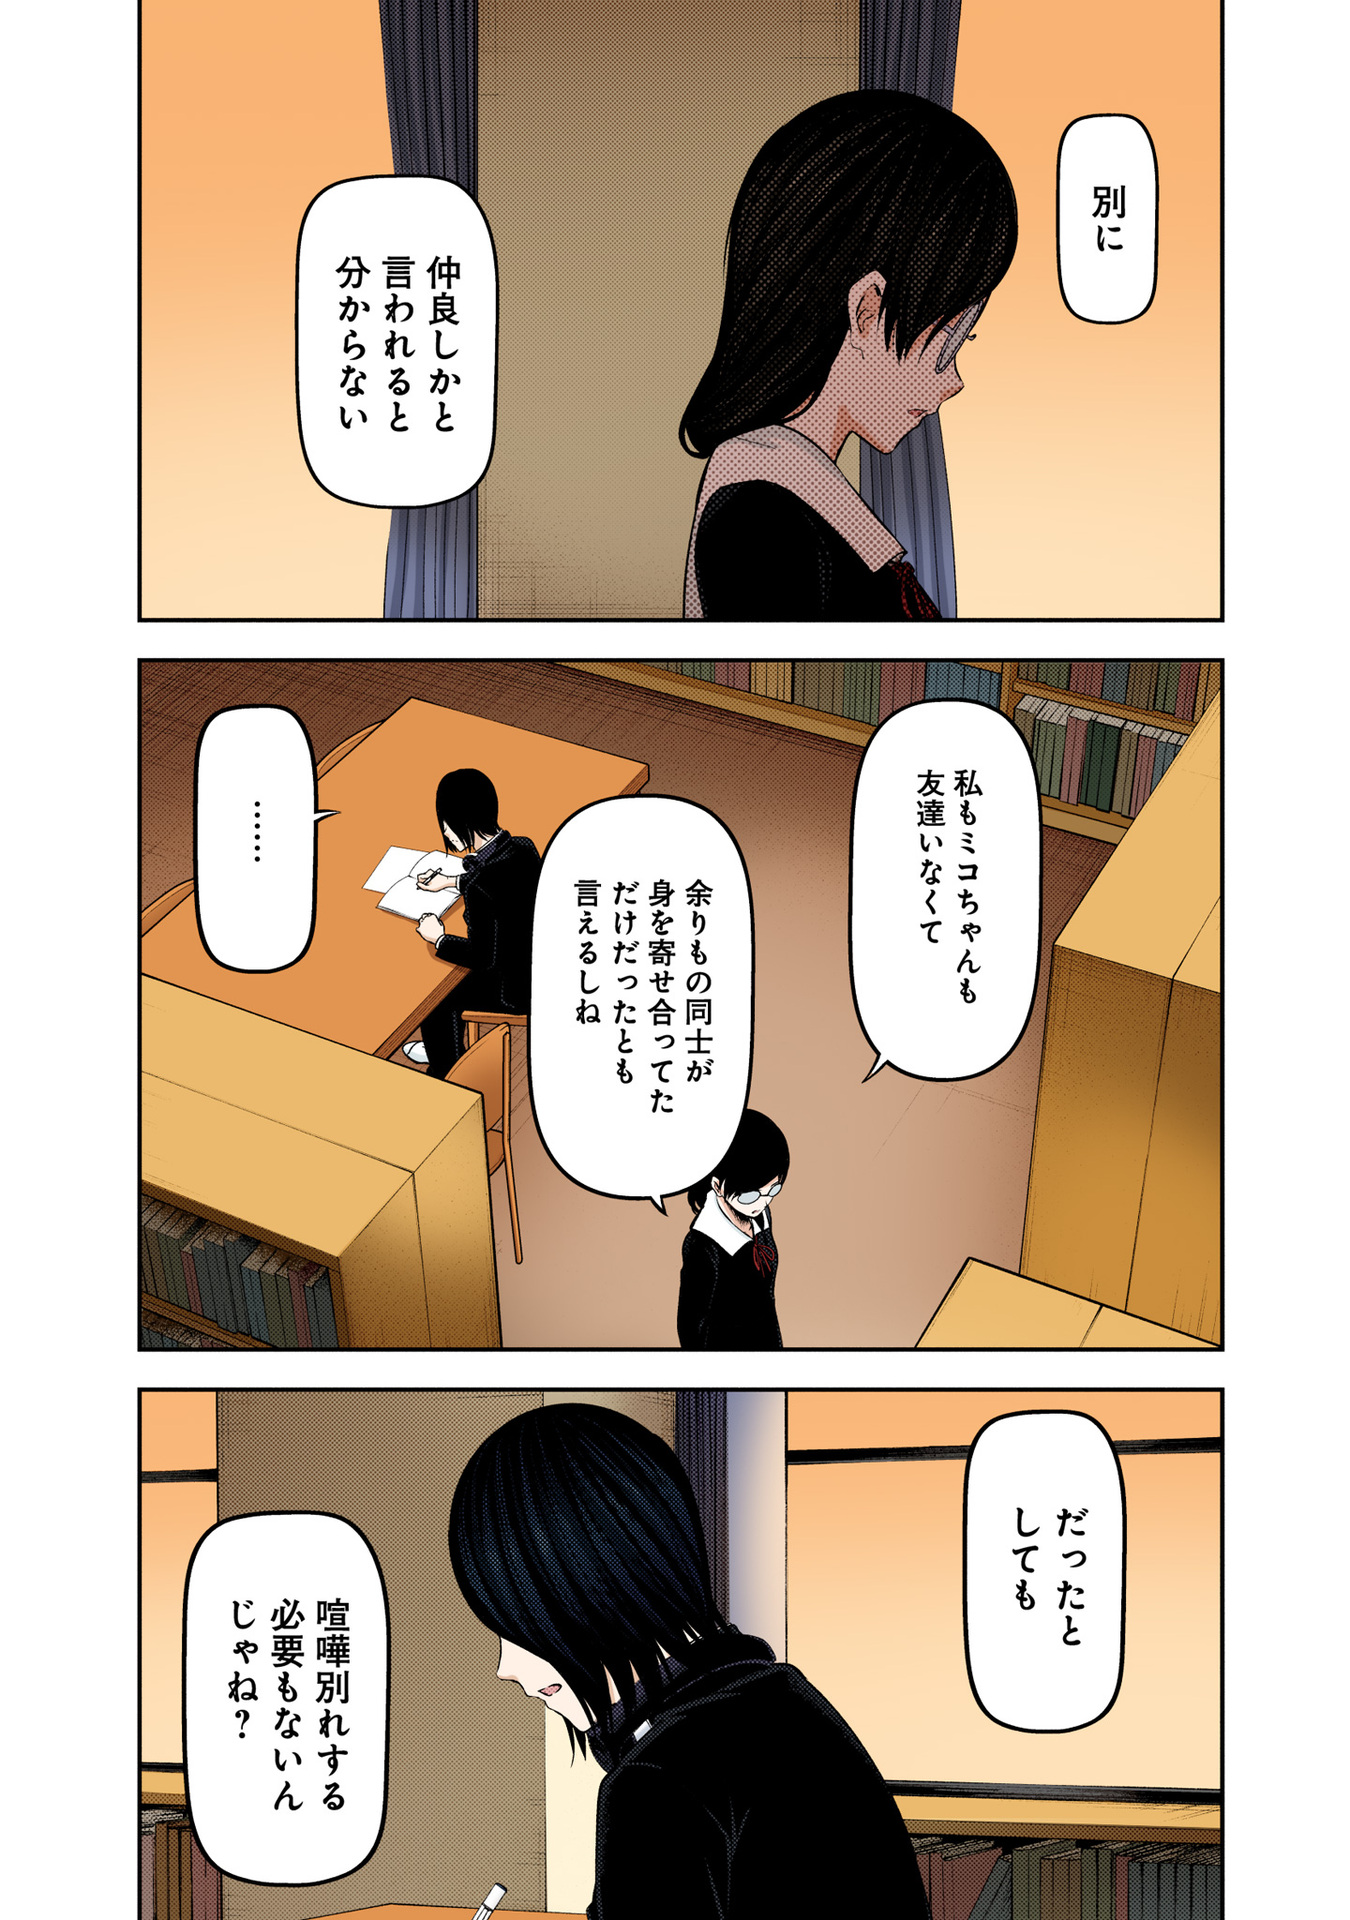 別に
仲良しかと
言われると
分からない
私もミコちゃんも
友達いなくて
余りもの同士が
身を寄せ合ってた
だけだったとも
言えるしね
……
だったと
しても
喧嘩別れする
必要もないん
じゃね？